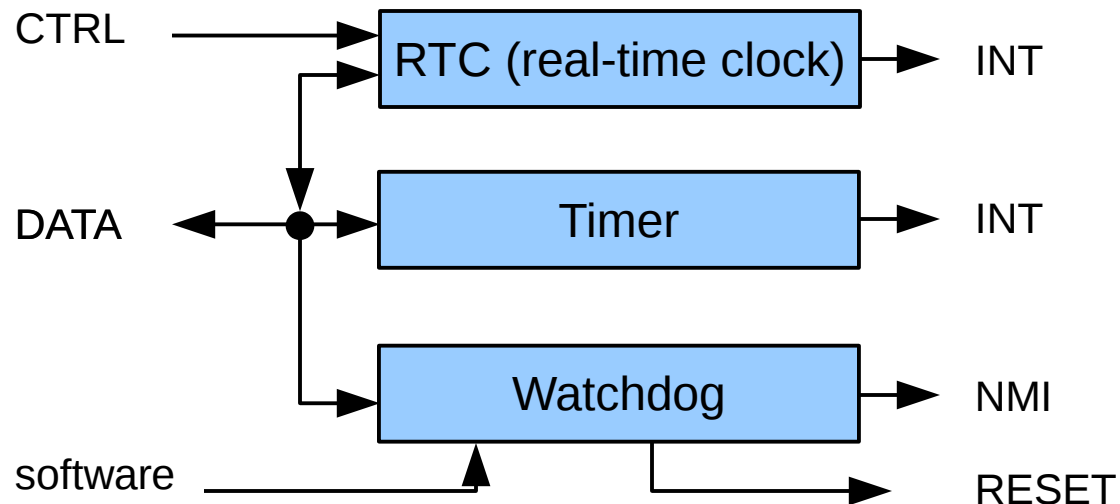 CTRL
RTC (real-time clock)
INT
DATA
Timer
INT
Watchdog
NMI
software
RESET